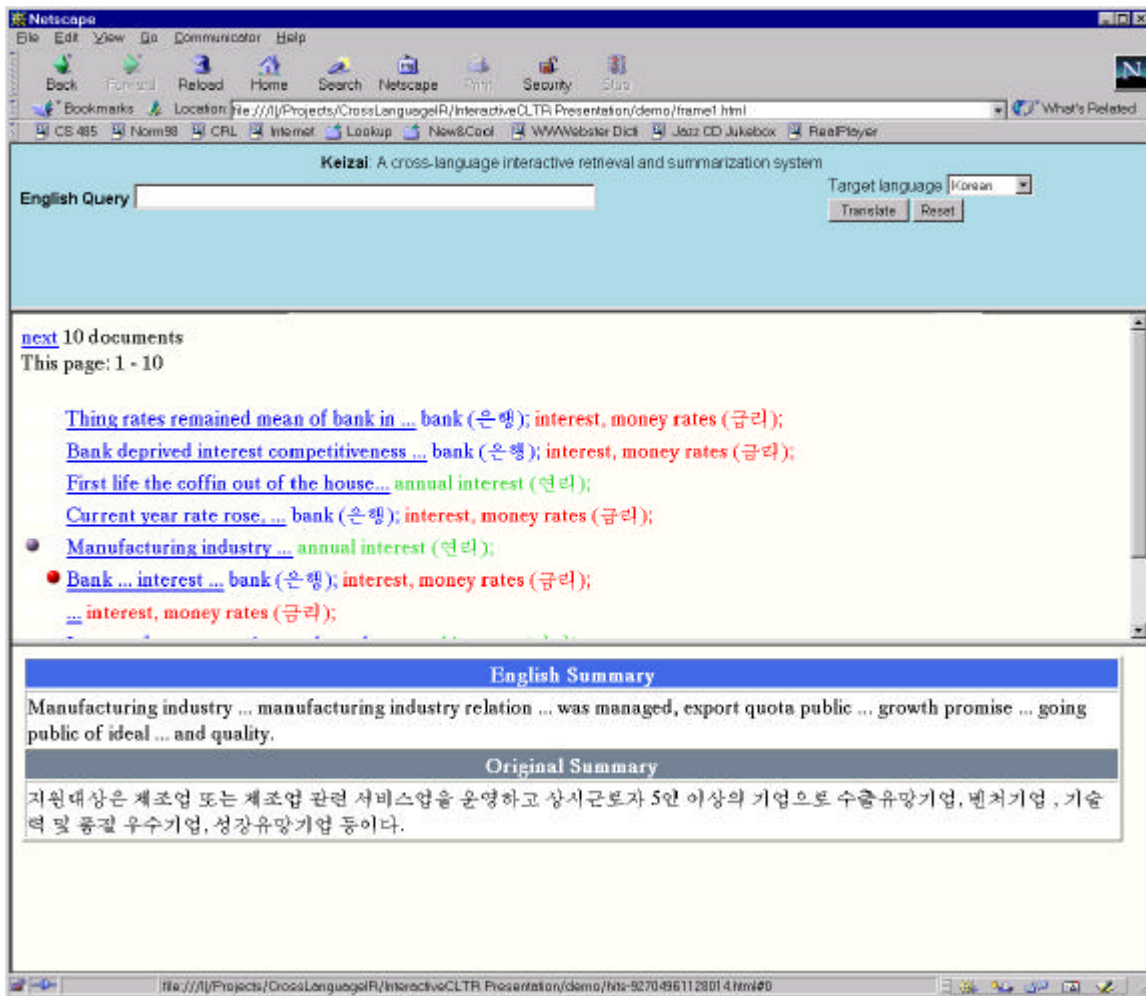 Netscape
File Edit View Go Communicator Help
Back Forward Reload Home Search Netscape Print Security Stop
Bookmarks Location: file:///I|/Projects/CrossLanguageIR/InteractiveCLTR Presentation/demo/frame1.html What's Related
CS 485 Norm98 CRL Internet Lookup New&Cool WWWebster Dicti Jazz CD Jukebox RealPlayer
Keizai: A cross-language interactive retrieval and summarization system
English Query
Target language Korean
Translate Reset
next 10 documents
This page: 1 - 10
Thing rates remained mean of bank in ... bank (은행); interest, money rates (금리);
Bank deprived interest competitiveness ... bank (은행); interest, money rates (금리);
First life the coffin out of the house... annual interest (연리);
Current year rate rose, ... bank (은행); interest, money rates (금리);
Manufacturing industry ... annual interest (연리);
Bank ... interest ... bank (은행); interest, money rates (금리);
... interest, money rates (금리);
English Summary
Manufacturing industry ... manufacturing industry relation ... was managed, export quota public ... growth promise ... going
public of ideal ... and quality.
Original Summary
지원대상은 제조업 또는 제조업 관련 서비스업을 운영하고 상시근로자 5인 이상의 기업으로 수출유망기업, 벤처기업 , 기술
력 및 품질 우수기업, 성장유망기업 등이다.
file:///I|/Projects/CrossLanguageIR/InteractiveCLTR Presentation/demo/hits-92704961128014.html#0